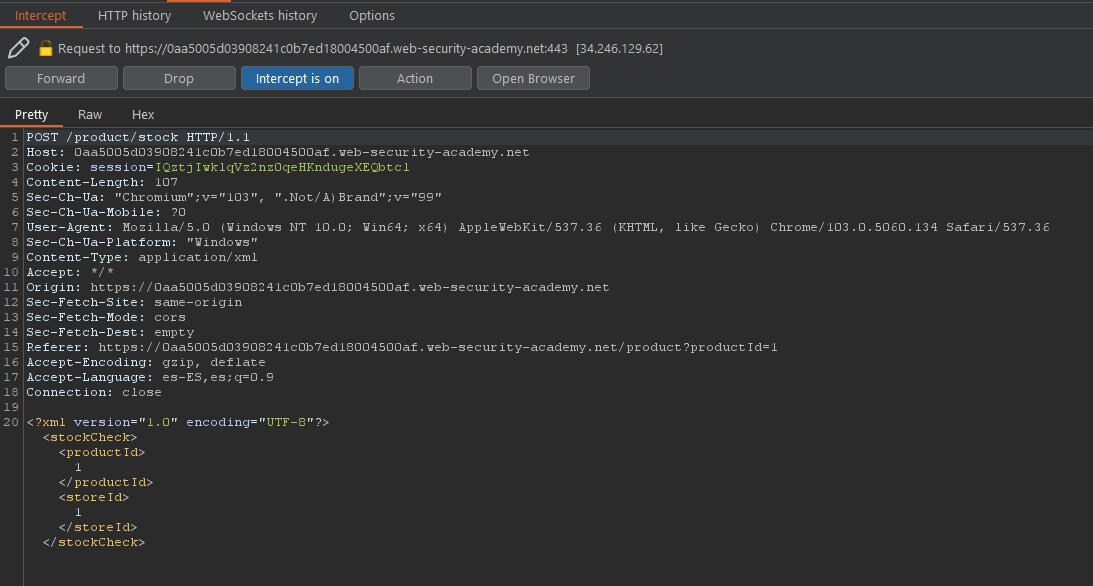 Intercept HTTP history WebSockets history Options
Request to https://0aa5005d03908241c0b7ed18004500af.web-security-academy.net:443 [34.246.129.62]
Forward Drop Intercept is on Action Open Browser
Pretty Raw Hex
1 POST /product/stock HTTP/1.1
2 Host: 0aa5005d03908241c0b7ed18004500af.web-security-academy.net
3 Cookie: session=IQztjIwklqVz2nz0qeHKndugeXEQbtcl
4 Content-Length: 107
5 Sec-Ch-Ua: "Chromium";v="103", ".Not/A)Brand";v="99"
6 Sec-Ch-Ua-Mobile: ?0
7 User-Agent: Mozilla/5.0 (Windows NT 10.0; Win64; x64) AppleWebKit/537.36 (KHTML, like Gecko) Chrome/103.0.5060.134 Safari/537.36
8 Sec-Ch-Ua-Platform: "Windows"
9 Content-Type: application/xml
10 Accept: */*
11 Origin: https://0aa5005d03908241c0b7ed18004500af.web-security-academy.net
12 Sec-Fetch-Site: same-origin
13 Sec-Fetch-Mode: cors
14 Sec-Fetch-Dest: empty
15 Referer: https://0aa5005d03908241c0b7ed18004500af.web-security-academy.net/product?productId=1
16 Accept-Encoding: gzip, deflate
17 Accept-Language: es-ES,es;q=0.9
18 Connection: close
19
20 <?xml version="1.0" encoding="UTF-8"?>
<stockCheck>
<productId>
1
</productId>
<storeId>
1
</storeId>
</stockCheck>